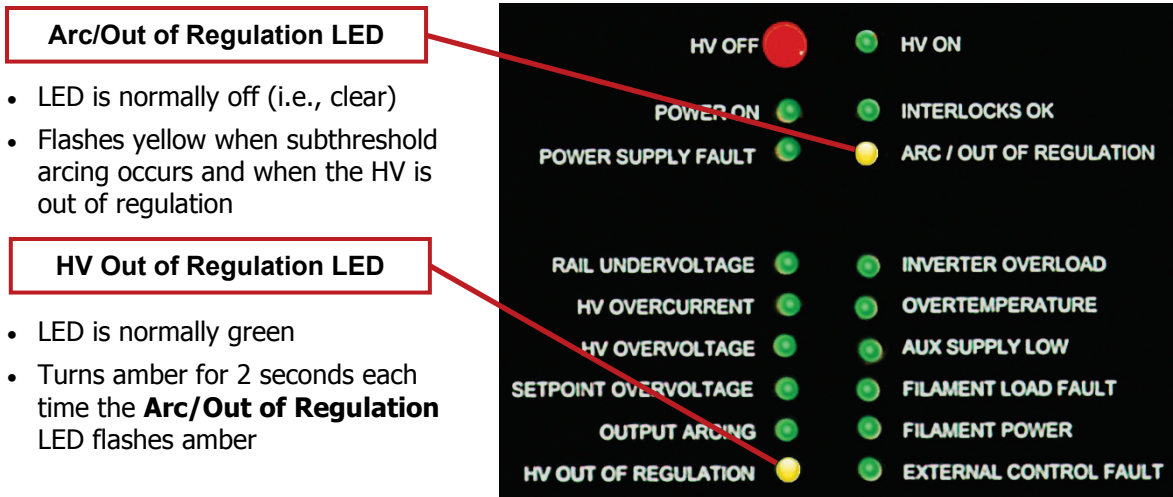 Arc/Out of Regulation LED
• LED is normally off (i.e., clear)
• Flashes yellow when subthreshold
arcing occurs and when the HV is
out of regulation
HV Out of Regulation LED
• LED is normally green
• Turns amber for 2 seconds each
time the Arc/Out of Regulation
LED flashes amber
HV OFF HV ON
POWER ON INTERLOCKS OK
POWER SUPPLY FAULT ARC / OUT OF REGULATION
RAIL UNDERVOLTAGE INVERTER OVERLOAD
HV OVERCURRENT OVERTEMPERATURE
HV OVERVOLTAGE AUX SUPPLY LOW
SETPOINT OVERVOLTAGE FILAMENT LOAD FAULT
OUTPUT ARCING FILAMENT POWER
HV OUT OF REGULATION EXTERNAL CONTROL FAULT